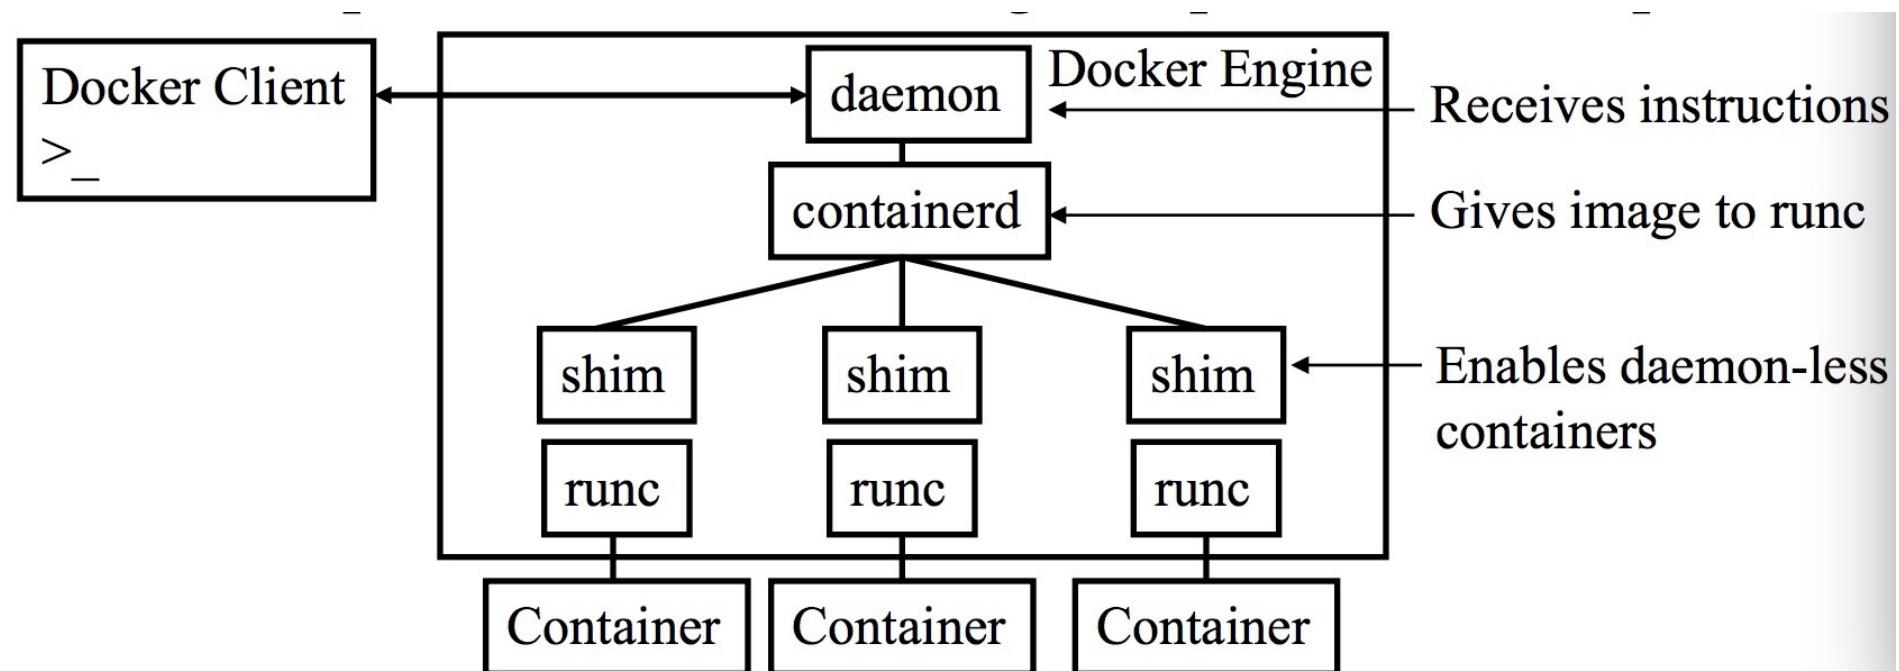 Docker Client
>_
daemon
Docker Engine
Receives instructions
containerd
Gives image to runc
shim
shim
shim
Enables daemon-less
containers
runc
runc
runc
Container
Container
Container